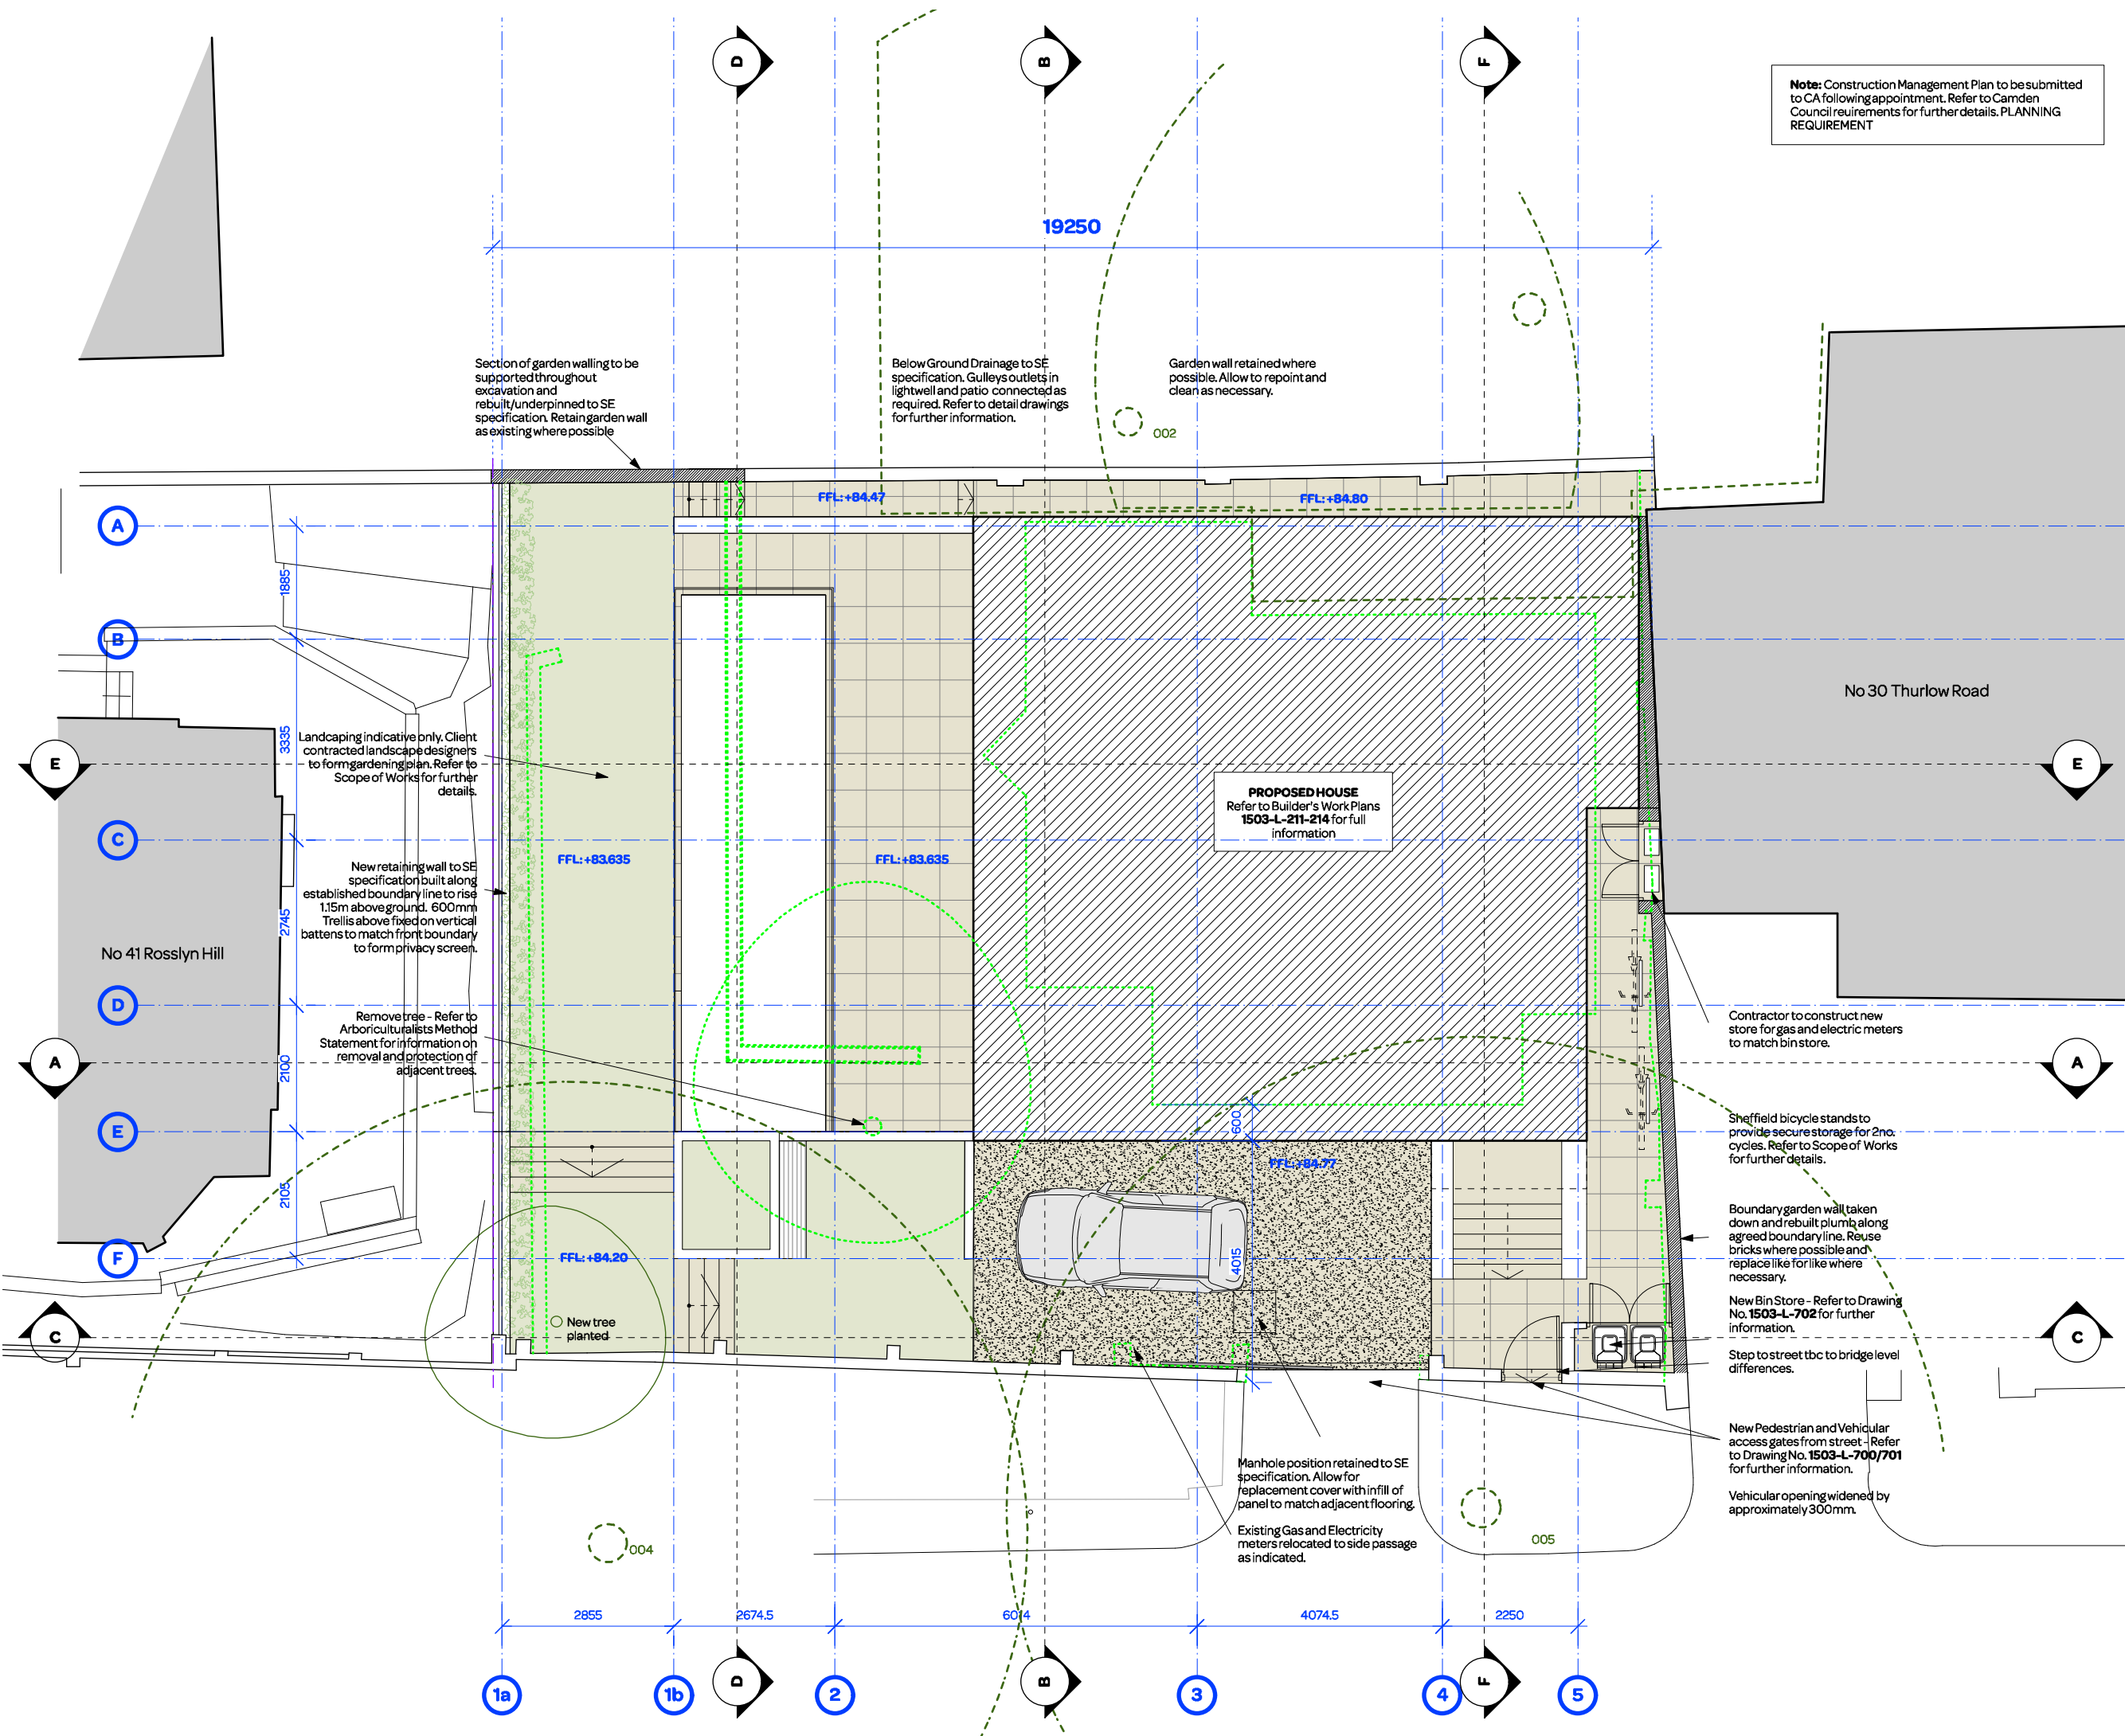 D
B
F
Note: Construction Management Plan to be submitted
to CA following appointment. Refer to Camden
Council reuirements for further details. PLANNING
REQUIREMENT
19250
Section of garden walling to be
supported throughout
excavation and
rebuilt/underpinned to SE
specification. Retain garden wall
as existing where possible
Below Ground Drainage to SE
specification. Gulleys outlets in
lightwell and patio connected as
required. Refer to detail drawings
for further information.
Garden wall retained where
possible. Allow to repoint and
clean as necessary.
002
FFL: +84.47
FFL: +84.80
A
1885
B
No 30 Thurlow Road
3335
Landcaping indicative only. Client
contracted landscape designers
to form gardening plan. Refer to
Scope of Works for further
details.
E
E
PROPOSED HOUSE
Refer to Builder's Work Plans
1503-L-211-214 for full
information
C
FFL: +83.635
FFL: +83.635
New retaining wall to SE
specification built along
established boundary line to rise
1.15m above ground. 600mm
Trellis above fixed on vertical
battens to match front boundary
to form privacy screen.
2745
No 41 Rosslyn Hill
D
Remove tree - Refer to
Arboriculturalists Method
Statement for information on
removal and protection of
adjacent trees.
Contractor to construct new
store for gas and electric meters
to match bin store.
A
2100
A
E
600
Sheffield bicycle stands to
provide secure storage for 2no.
cycles. Refer to Scope of Works
for further details.
FFL: +84.77
2105
Boundary garden wall taken
down and rebuilt plumb along
agreed boundary line. Reuse
bricks where possible and
replace like for like where
necessary.
F
FFL: +84.20
4015
New Bin Store - Refer to Drawing
No. 1503-L-702 for further
information.
C
New tree
planted
C
Step to street tbc to bridge level
differences.
New Pedestrian and Vehicular
access gates from street - Refer
to Drawing No. 1503-L-700/701
for further information.
Vehicular opening widened by
approximately 300mm.
Manhole position retained to SE
specification. Allow for
replacement cover with infill of
panel to match adjacent flooring.
Existing Gas and Electricity
meters relocated to side passage
as indicated.
004
005
2855
2674.5
6014
4074.5
2250
1a
1b
D
2
B
3
4
F
5